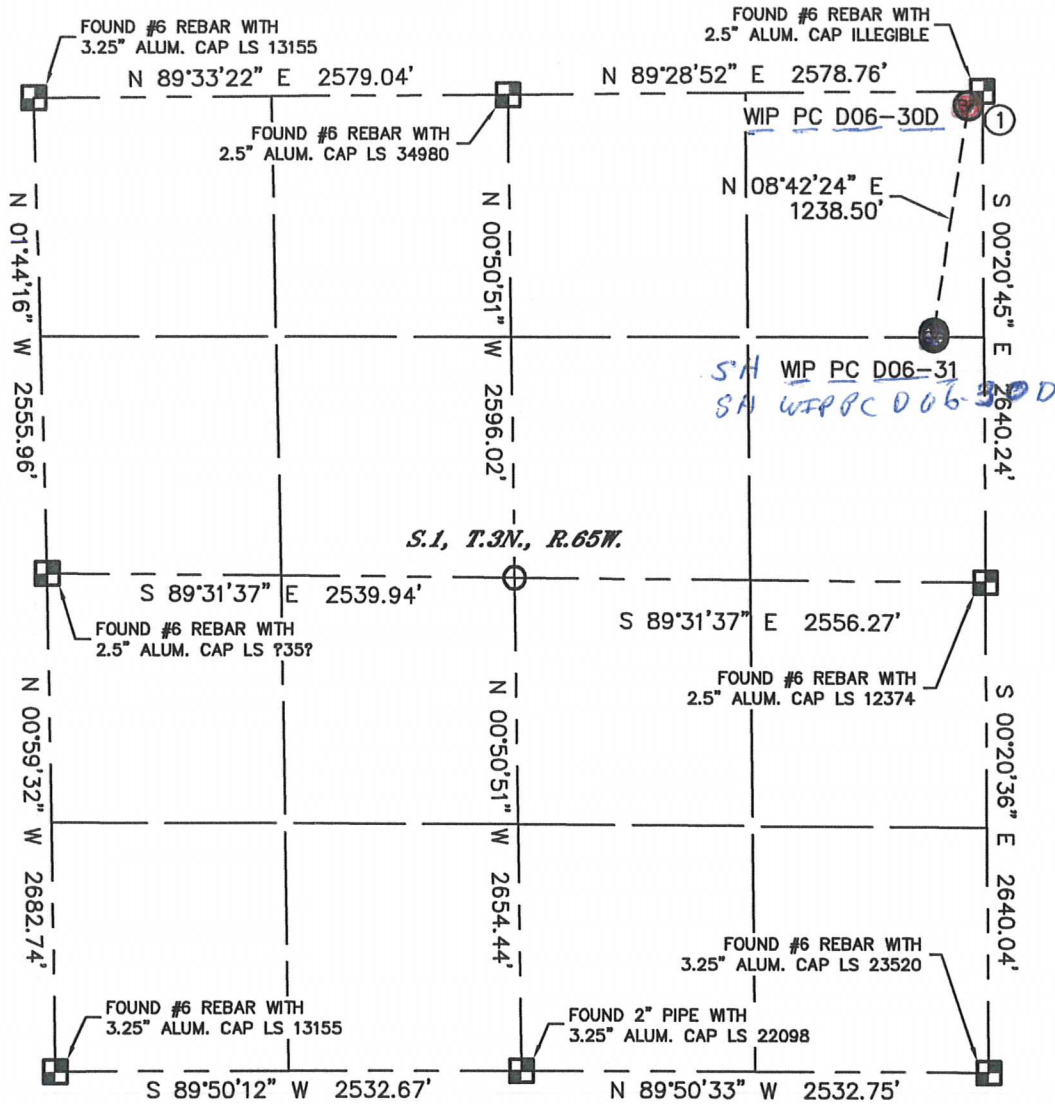 FOUND #6 REBAR WITH
3.25" ALUM. CAP LS 13155
FOUND #6 REBAR WITH
2.5" ALUM. CAP ILLEGIBLE
N 89°33'22" E 2579.04'
N 89°28'52" E 2578.76'
FOUND #6 REBAR WITH
2.5" ALUM. CAP LS 34980
WIP PC D06-30D
1
N 08°42'24" E
1238.50'
N 01°44'16" W 2555.96'
N 00°50'51" W 2596.02'
S 00°20'45" E 2640.24'
SH WIP PC D06-31
SH WIP PC D06-30D
S.1, T.3N., R.65W.
S 89°31'37" E 2539.94'
S 89°31'37" E 2556.27'
FOUND #6 REBAR WITH
2.5" ALUM. CAP LS ?35?
FOUND #6 REBAR WITH
2.5" ALUM. CAP LS 12374
N 00°59'32" W 2682.74'
N 00°50'51" W 2654.44'
S 00°20'36" E 2640.04'
FOUND #6 REBAR WITH
3.25" ALUM. CAP LS 23520
FOUND #6 REBAR WITH
3.25" ALUM. CAP LS 13155
FOUND 2" PIPE WITH
3.25" ALUM. CAP LS 22098
S 89°50'12" W 2532.67'
N 89°50'33" W 2532.75'